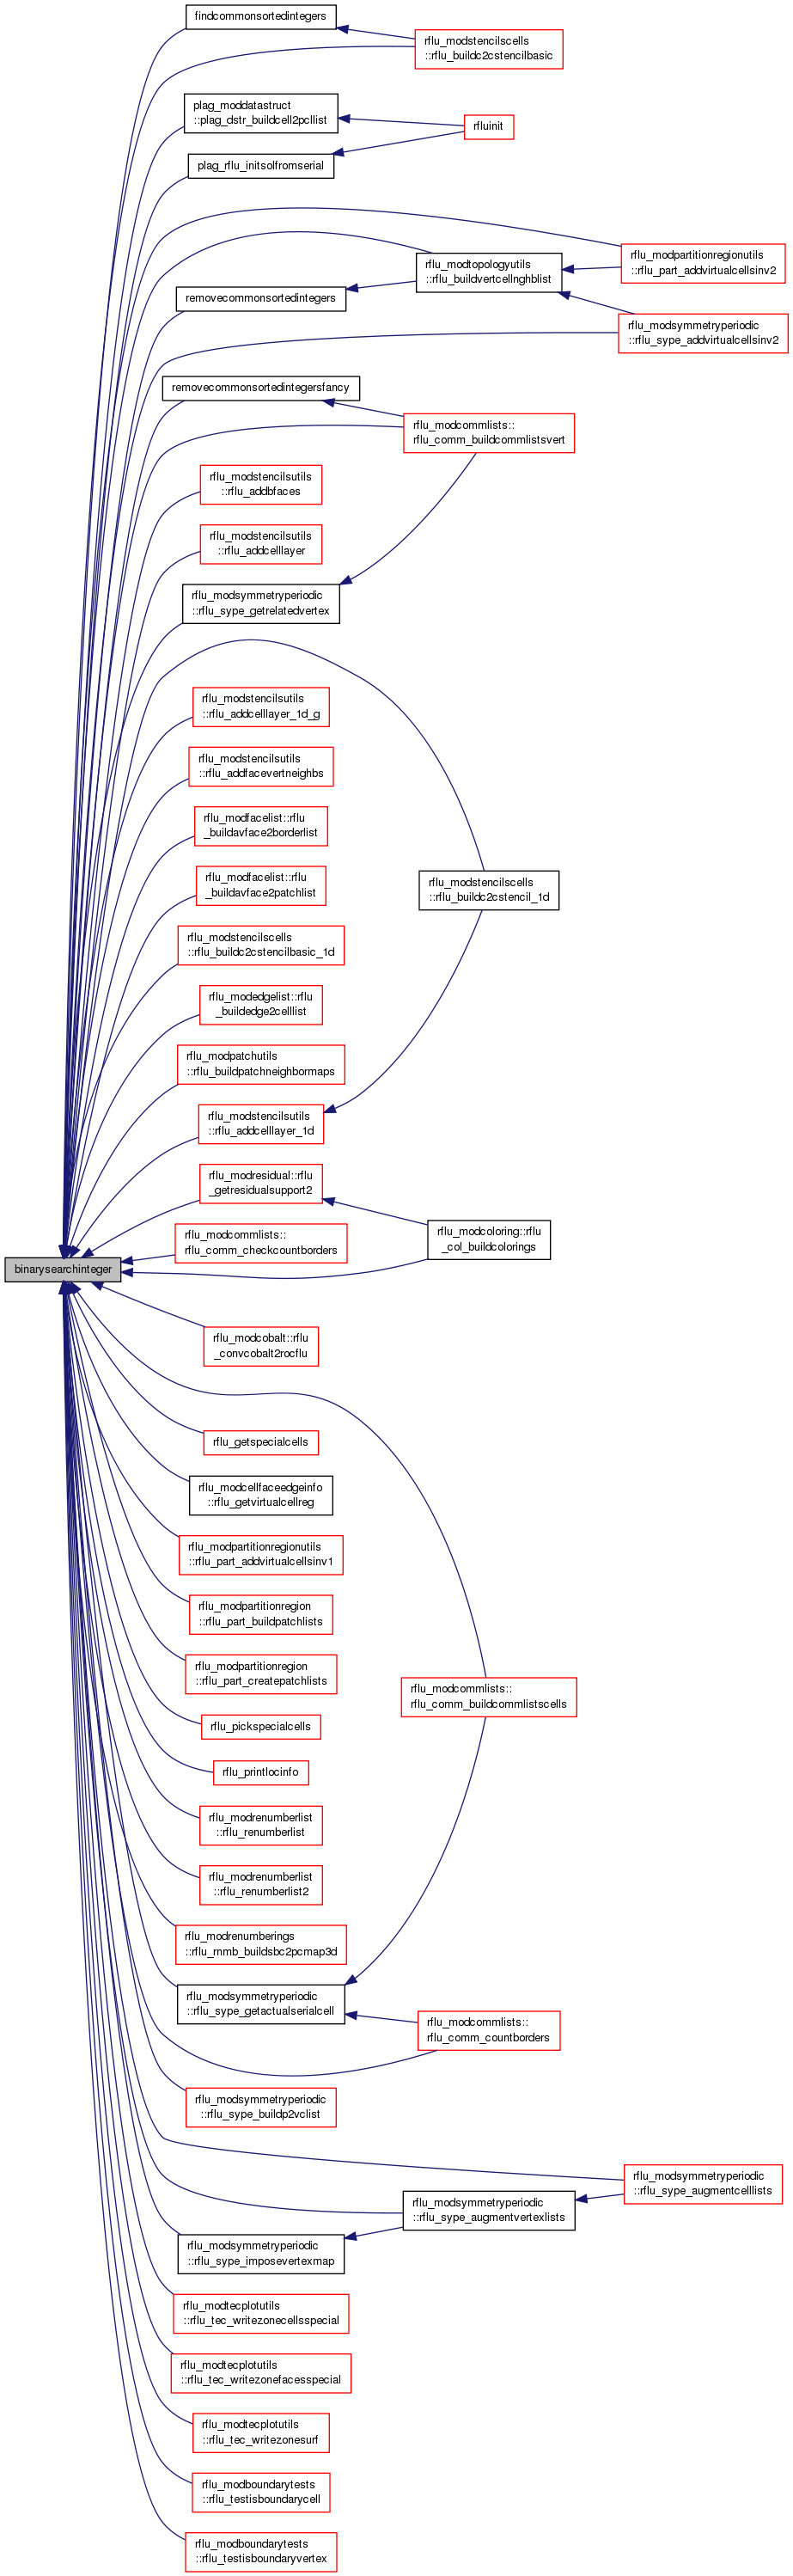 findcommonsortedintegers
rflu_modstencilscells
::rflu_buildc2cstencilbasic
plag_moddatastruct
::plag_dstr_buildcell2pcllist
rfluinit
plag_rflu_initsolfromserial
rflu_modpartitionregionutils
::rflu_part_addvirtualcellsinv2
rflu_modtopologyutils
::rflu_buildvertcellnghblist
removecommonsortedintegers
rflu_modsymmetryperiodic
::rflu_sype_addvirtualcellsinv2
removecommonsortedintegersfancy
rflu_modcommlists::
rflu_comm_buildcommlistsvert
rflu_modstencilsutils
::rflu_addbfaces
rflu_modstencilsutils
::rflu_addcelllayer
rflu_modsymmetryperiodic
::rflu_sype_getrelatedvertex
rflu_modstencilsutils
::rflu_addcelllayer_1d_g
rflu_modstencilsutils
::rflu_addfacevertneighbs
rflu_modfacelist::rflu
_buildavface2borderlist
rflu_modfacelist::rflu
_buildavface2patchlist
rflu_modstencilscells
::rflu_buildc2cstencil_1d
rflu_modstencilscells
::rflu_buildc2cstencilbasic_1d
rflu_modedgelist::rflu
_buildedge2celllist
rflu_modpatchutils
::rflu_buildpatchneighbormaps
rflu_modstencilsutils
::rflu_addcelllayer_1d
rflu_modresidual::rflu
_getresidualsupport2
rflu_modcommlists::
rflu_comm_checkcountborders
rflu_modcoloring::rflu
_col_buildcolorings
binarysearchinteger
rflu_modcobalt::rflu
_convcobalt2rocflu
rflu_getspecialcells
rflu_modcellfaceedgeinfo
::rflu_getvirtualcellreg
rflu_modpartitionregionutils
::rflu_part_addvirtualcellsinv1
rflu_modpartitionregion
::rflu_part_buildpatchlists
rflu_modpartitionregion
::rflu_part_createpatchlists
rflu_modcommlists::
rflu_comm_buildcommlistscells
rflu_pickspecialcells
rflu_printlocinfo
rflu_modrenumberlist
::rflu_renumberlist
rflu_modrenumberlist
::rflu_renumberlist2
rflu_modrenumberings
::rflu_rnmb_buildsbc2pcmap3d
rflu_modsymmetryperiodic
::rflu_sype_getactualserialcell
rflu_modcommlists::
rflu_comm_countborders
rflu_modsymmetryperiodic
::rflu_sype_buildp2vclist
rflu_modsymmetryperiodic
::rflu_sype_augmentcelllists
rflu_modsymmetryperiodic
::rflu_sype_augmentvertexlists
rflu_modsymmetryperiodic
::rflu_sype_imposevertexmap
rflu_modtecplotutils
::rflu_tec_writezonecellsspecial
rflu_modtecplotutils
::rflu_tec_writezonefacesspecial
rflu_modtecplotutils
::rflu_tec_writezonesurf
rflu_modboundarytests
::rflu_testisboundarycell
rflu_modboundarytests
::rflu_testisboundaryvertex